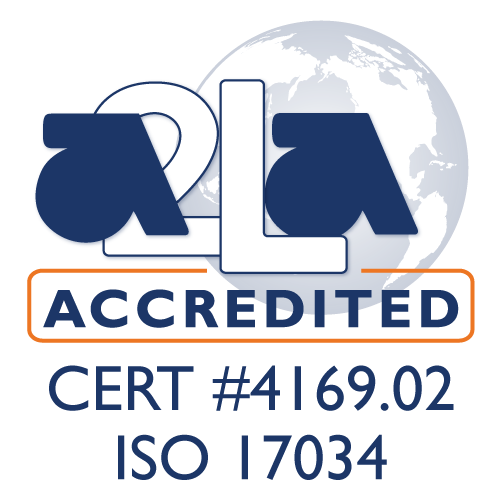 A2LA
ACCREDITED
CERT #4169.02
ISO 17034